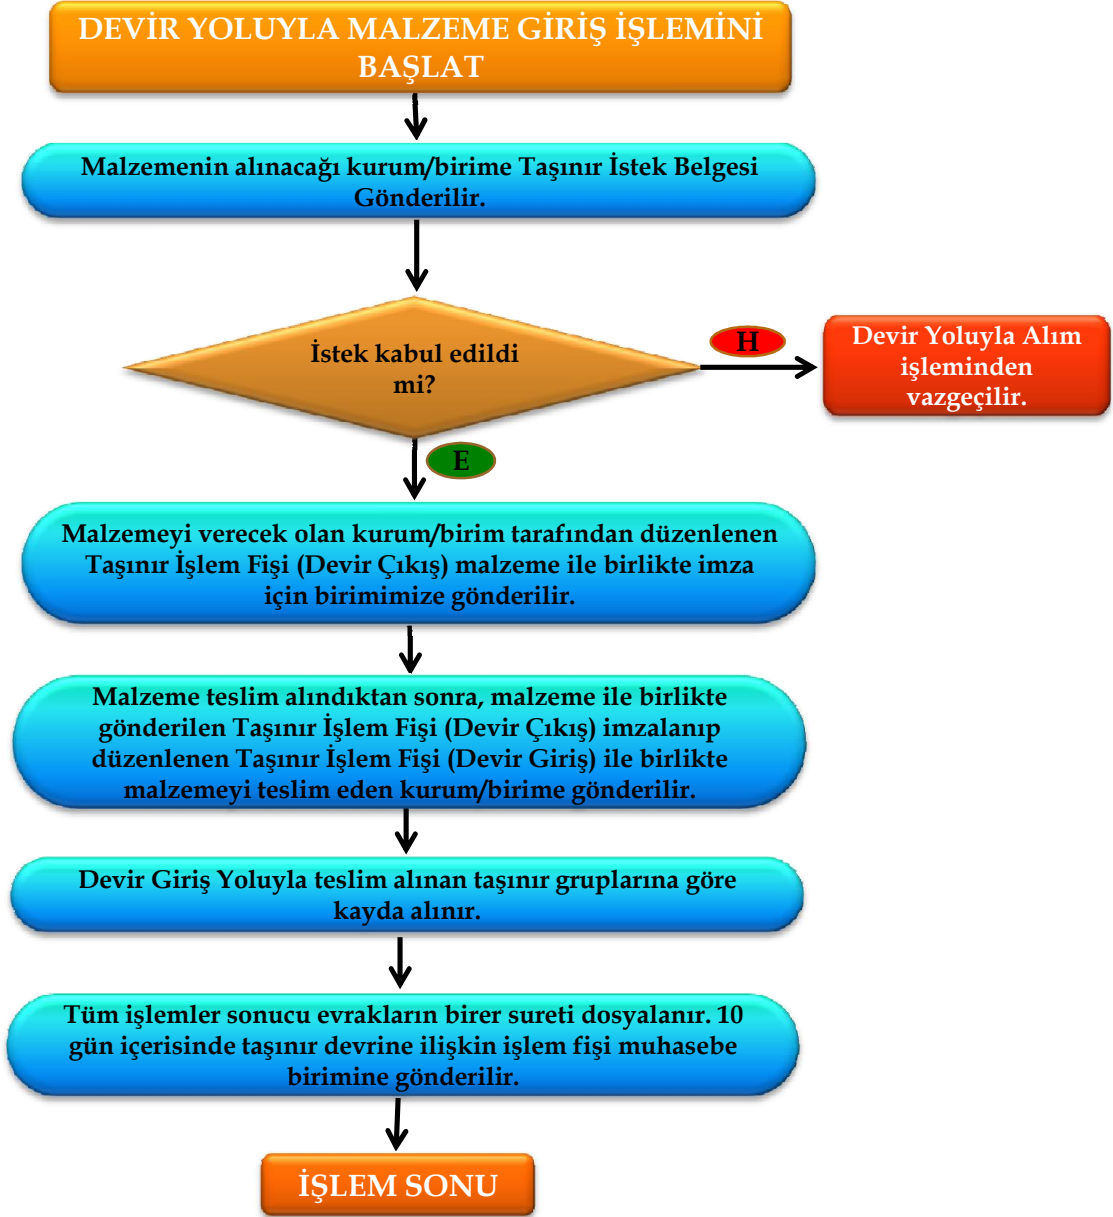 DEVİR YOLUYLA MALZEME GİRİŞ İŞLEMİNİ
BAŞLAT
Malzemenin alınacağı kurum/birime Taşınır İstek Belgesi
Gönderilir.
İstek kabul edildi
mi?
H
Devir Yoluyla Alım
işleminden
vazgeçilir.
E
Malzemeyi verecek olan kurum/birim tarafından düzenlenen
Taşınır İşlem Fişi (Devir Çıkış) malzeme ile birlikte imza
için birimimize gönderilir.
Malzeme teslim alındıktan sonra, malzeme ile birlikte
gönderilen Taşınır İşlem Fişi (Devir Çıkış) imzalanıp
düzenlenen Taşınır İşlem Fişi (Devir Giriş) ile birlikte
malzemeyi teslim eden kurum/birime gönderilir.
Devir Giriş Yoluyla teslim alınan taşınır gruplarına göre
kayda alınır.
Tüm işlemler sonucu evrakların birer sureti dosyalanır. 10
gün içerisinde taşınır devrine ilişkin işlem fişi muhasebe
birimine gönderilir.
İŞLEM SONU